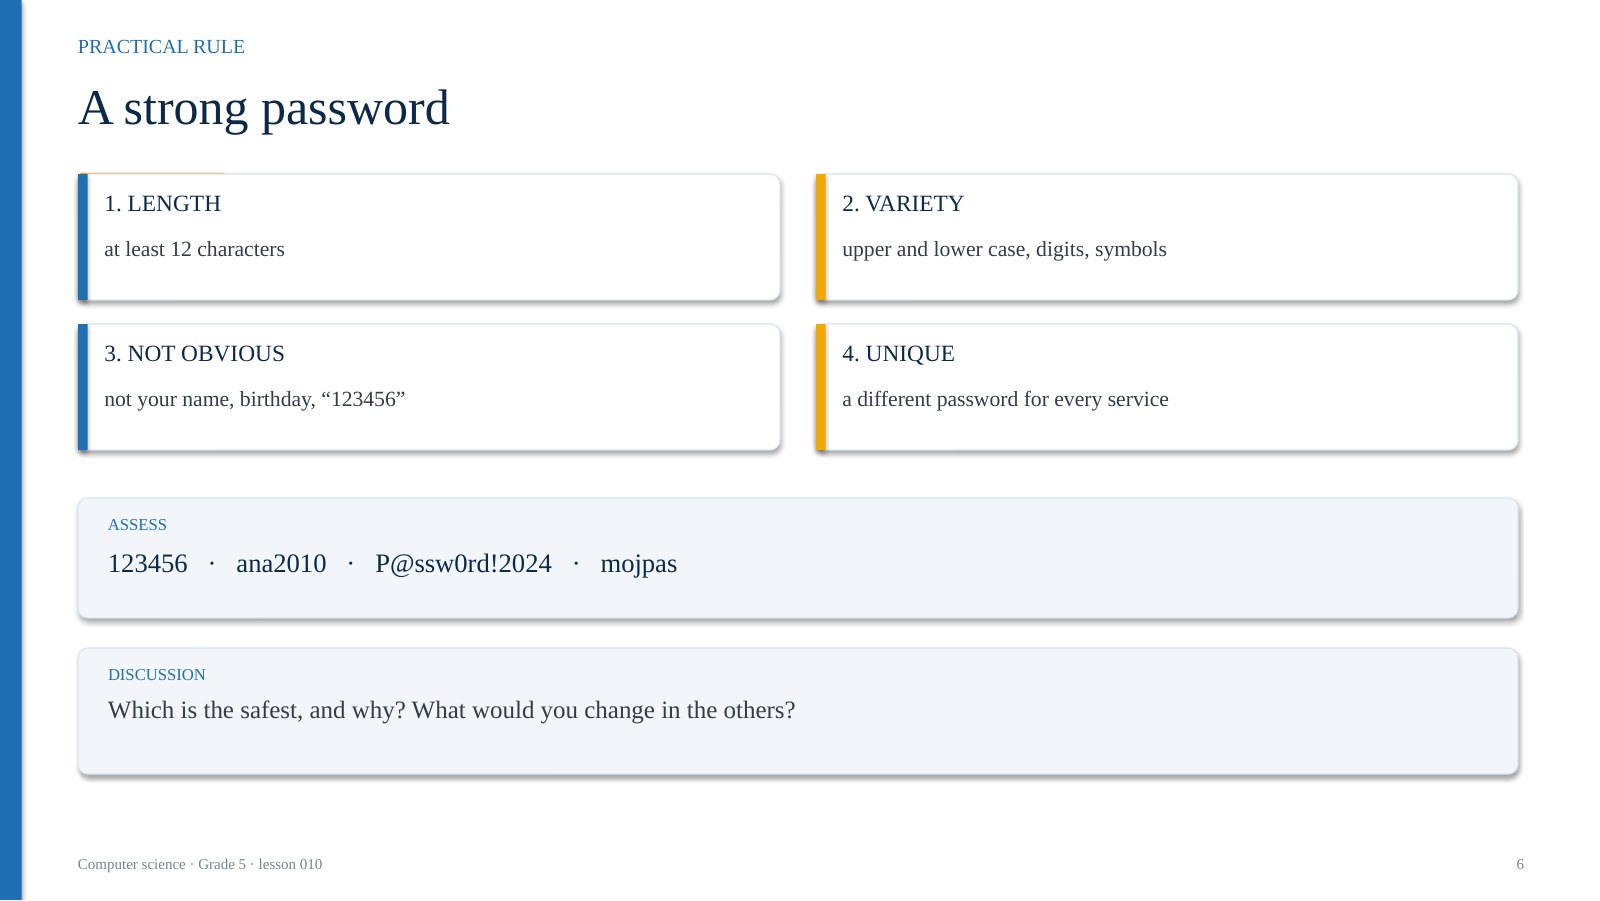 PRACTICAL RULE
A strong password
1. LENGTH
at least 12 characters
2. VARIETY
upper and lower case, digits, symbols
3. NOT OBVIOUS
not your name, birthday, “123456”
4. UNIQUE
a different password for every service
ASSESS
123456 · ana2010 · P@ssw0rd!2024 · mojpas
DISCUSSION
Which is the safest, and why? What would you change in the others?
Computer science · Grade 5 · lesson 010
6